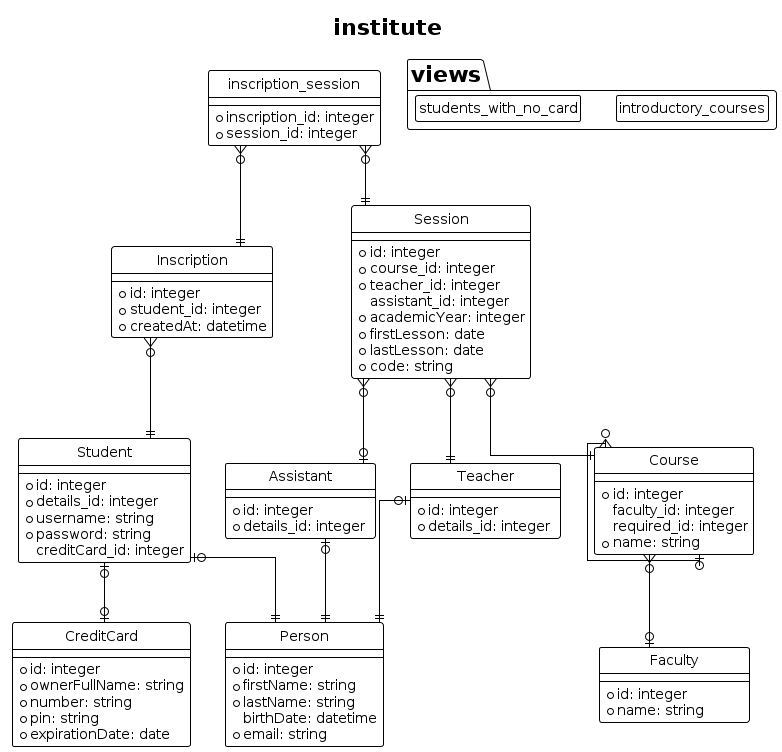 institute
inscription_session
inscription_id: integer
session_id: integer
views
students_with_no_card
introductory_courses
Session
id: integer
course_id: integer
teacher_id: integer
assistant_id: integer
academicYear: integer
firstLesson: date
lastLesson: date
code: string
Inscription
id: integer
student_id: integer
createdAt: datetime
Student
id: integer
details_id: integer
username: string
password: string
creditCard_id: integer
Assistant
id: integer
details_id: integer
Teacher
id: integer
details_id: integer
Course
id: integer
faculty_id: integer
required_id: integer
name: string
CreditCard
id: integer
ownerFullName: string
number: string
pin: string
expirationDate: date
Person
id: integer
firstName: string
lastName: string
birthDate: datetime
email: string
Faculty
id: integer
name: string